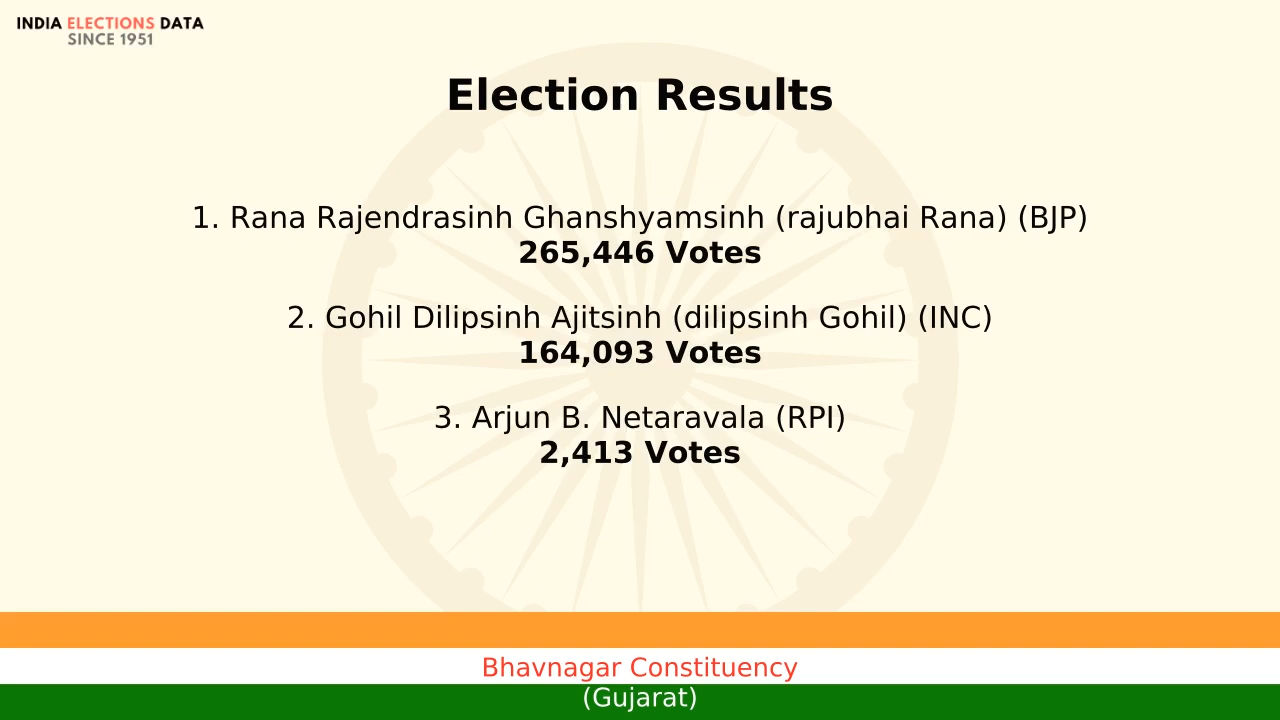 INDIA ELECTIONS DATA
SINCE 1951
Election Results
1. Rana Rajendrasinh Ghanshyamsinh (rajubhai Rana) (BJP)
265,446 Votes
2. Gohil Dilipsinh Ajitsinh (dilipsinh Gohil) (INC)
164,093 Votes
3. Arjun B. Netaravala (RPI)
2,413 Votes
Bhavnagar Constituency
(Gujarat)